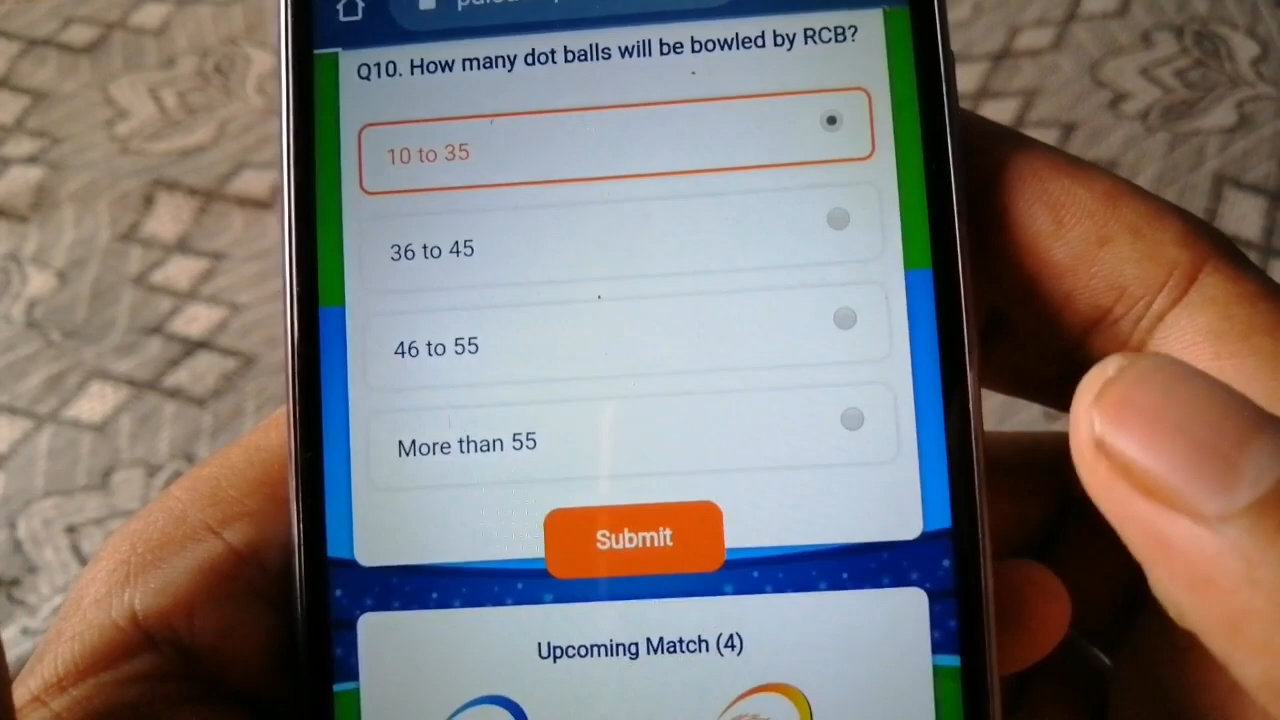 Q10. How many dot balls will be bowled by RCB?
10 to 35
36 to 45
46 to 55
More than 55
Submit
Upcoming Match (4)